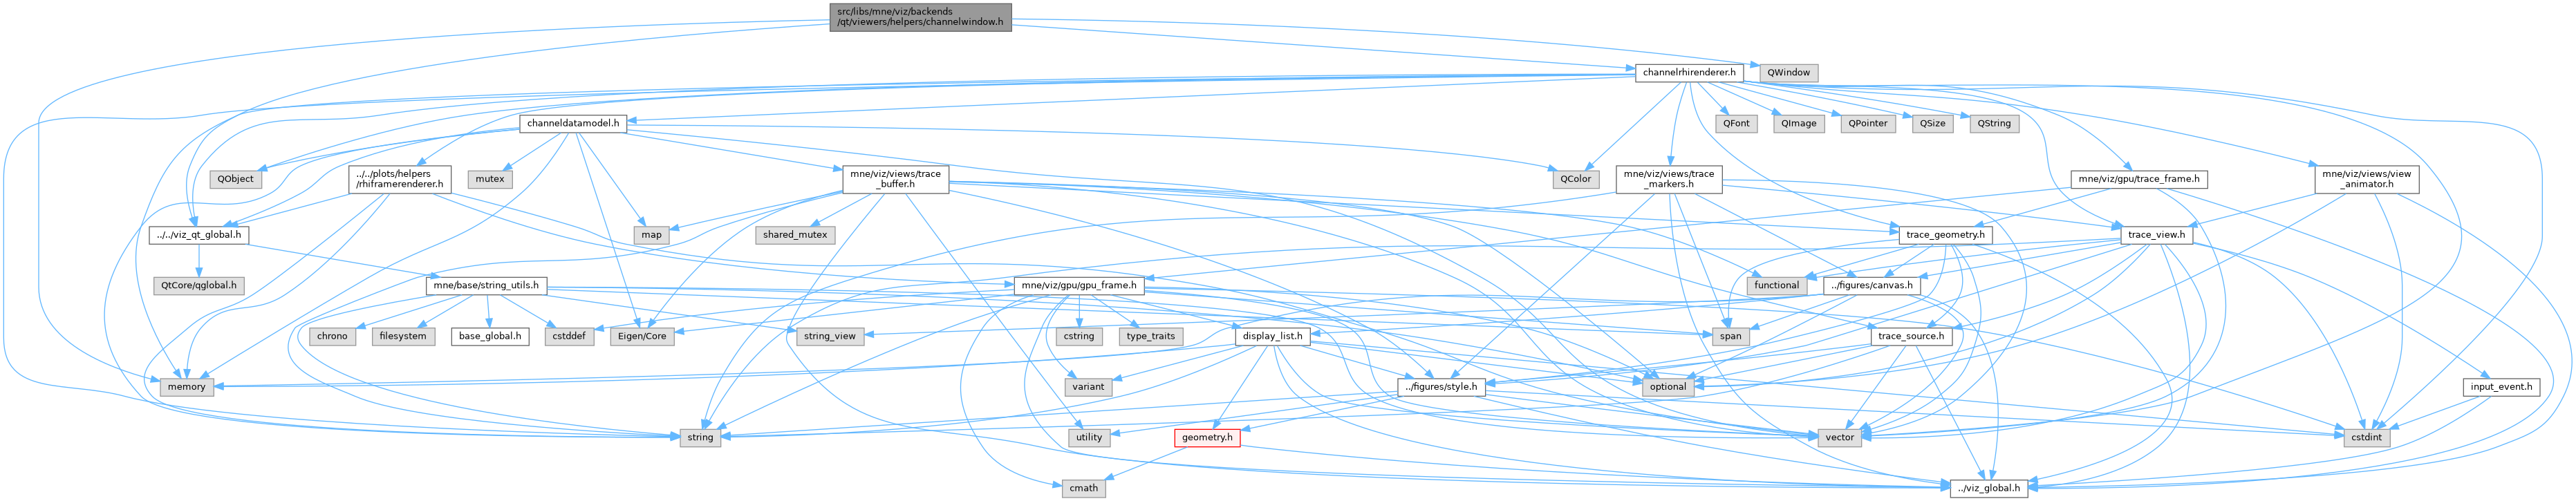 src/libs/mne/viz/backends
/qt/viewers/helpers/channelwindow.h
channelrhirenderer.h
QWindow
channeldatamodel.h
QFont
QImage
QPointer
QSize
QString
QObject
../../plots/helpers
/rhiframerenderer.h
mutex
mne/viz/views/trace
_buffer.h
QColor
mne/viz/views/trace
_markers.h
mne/viz/gpu/trace_frame.h
mne/viz/views/view
_animator.h
../../viz_qt_global.h
map
shared_mutex
trace_geometry.h
trace_view.h
QtCore/qglobal.h
mne/base/string_utils.h
mne/viz/gpu/gpu_frame.h
functional
../figures/canvas.h
chrono
filesystem
base_global.h
cstddef
Eigen/Core
string_view
cstring
type_traits
display_list.h
span
trace_source.h
memory
variant
../figures/style.h
optional
input_event.h
string
utility
geometry.h
vector
cstdint
cmath
../viz_global.h